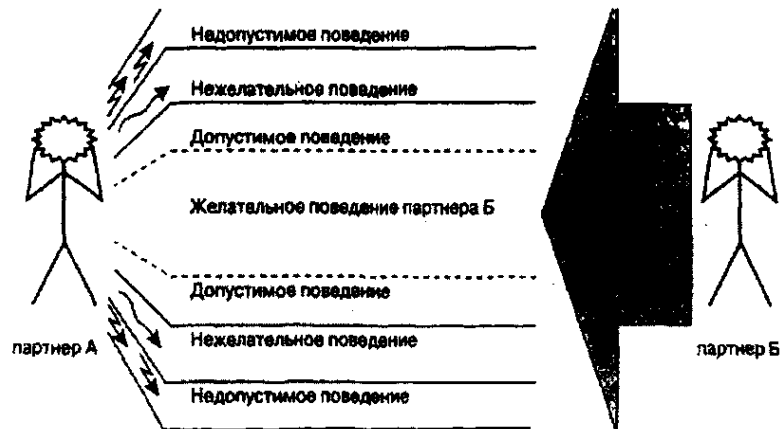 Недопустимое поведение
Нежелательное поведение
Допустимое поведение
Желательное поведение партнера Б
Допустимое поведение
Нежелательное поведение
Недопустимое поведение
партнер А
партнер Б